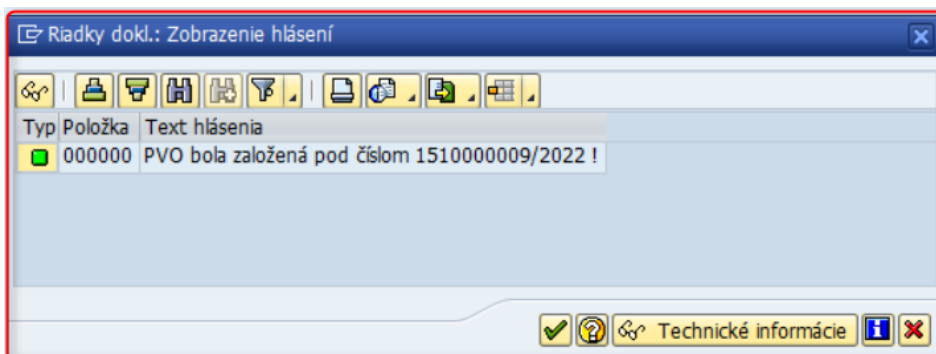 Riadky dokl.: Zobrazenie hlásení
Typ Položka Text hlásenia
000000 PVO bola založená pod číslom 1510000009/2022 !
Technické informácie